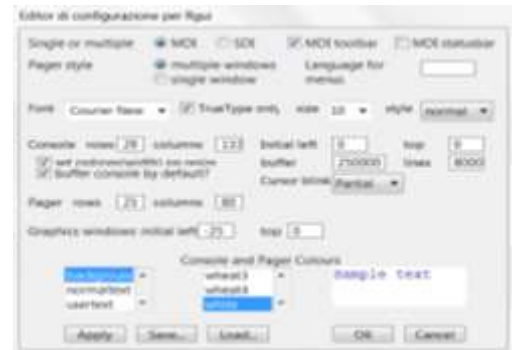 Editor di configurazione per Rgui
Single or multiple MDI SDI MDI toolbar MDI statusbar
Pager style multiple windows Language for
single window menus
Font Courier New TrueType only size 10 style normal
Console rows 28 columns 133 Initial left 0 top 0
set options(width) on resize buffer 250000 lines 8000
buffer console by default?
Cursor blink Partial
Pager rows 25 columns 80
Graphics windows initial left -25 top 0
Console and Pager Colours
background wheat3 Sample text
normaltext wheat4
usertext white
Apply Save... Load... OK Cancel